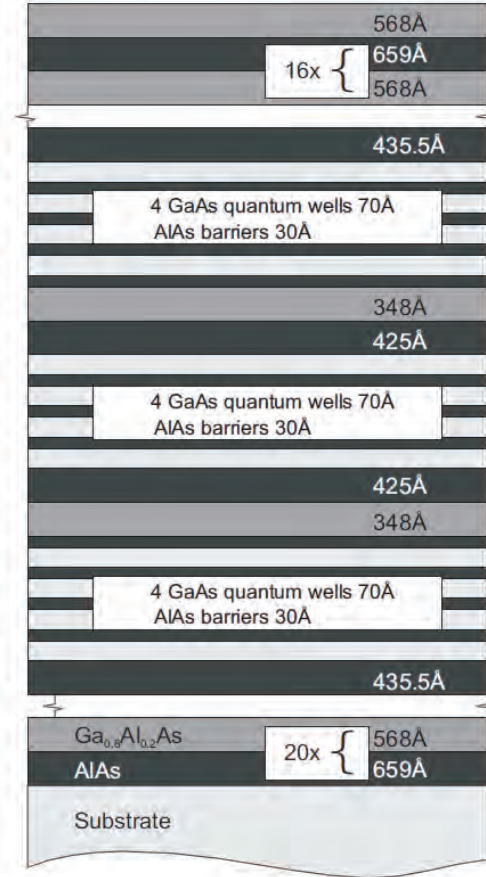 568Å
16x { 659Å
568Å
435.5Å
4 GaAs quantum wells 70Å
AlAs barriers 30Å
348Å
425Å
4 GaAs quantum wells 70Å
AlAs barriers 30Å
425Å
348Å
4 GaAs quantum wells 70Å
AlAs barriers 30Å
435.5Å
Ga₀.₈Al₀.₂As 20x { 568Å
AlAs 659Å
Substrate